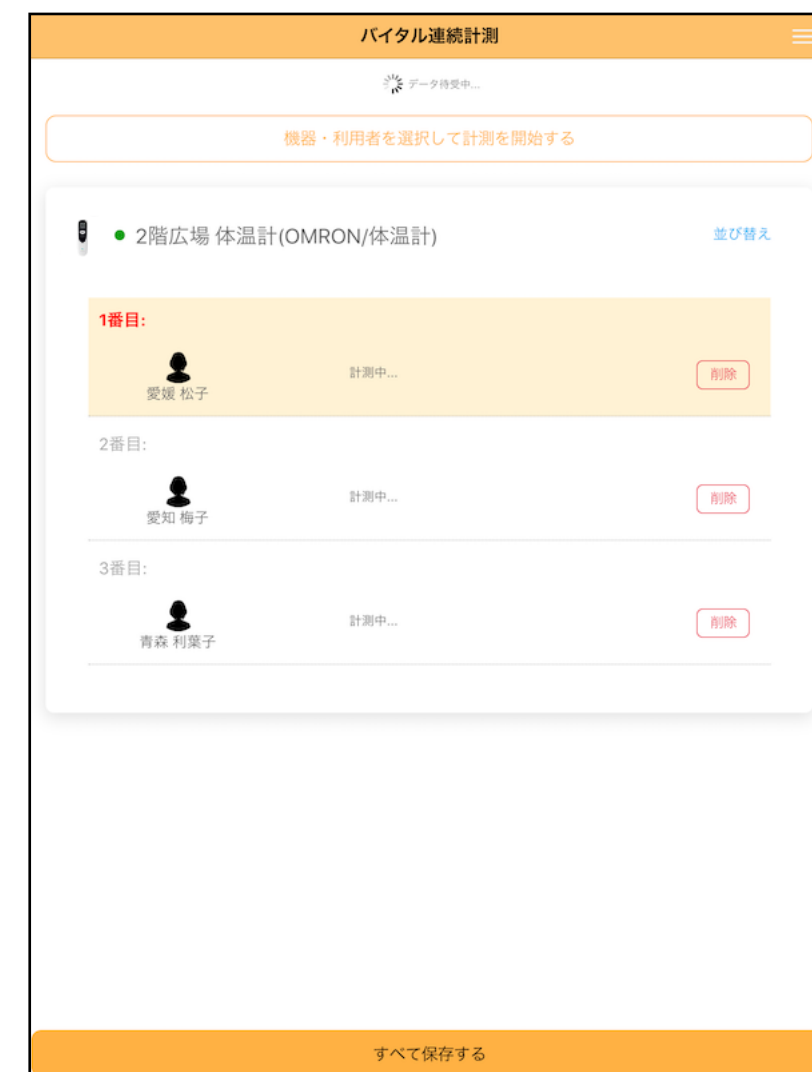 バイタル連続計測
データ待受中...
機器・利用者を選択して計測を開始する
2階広場 体温計(OMRON/体温計)
並び替え
1番目:
愛媛 松子
計測中...
削除
2番目:
愛知 梅子
計測中...
削除
3番目:
青森 利葉子
計測中...
削除
すべて保存する